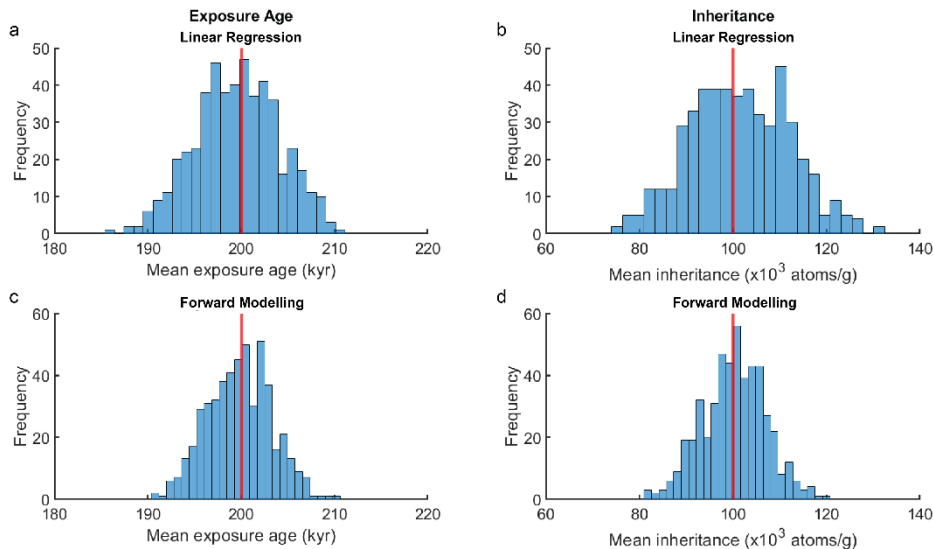 Exposure Age
Inheritance
a
Linear Regression
b
Linear Regression
50
40
30
20
10
0
Frequency
180
190
200
210
220
Mean exposure age (kyr)
50
40
30
20
10
0
Frequency
60
80
100
120
140
Mean inheritance (x10³ atoms/g)
c
Forward Modelling
60
40
20
0
Frequency
180
190
200
210
220
Mean exposure age (kyr)
d
Forward Modelling
60
40
20
0
Frequency
60
80
100
120
140
Mean inheritance (x10³ atoms/g)